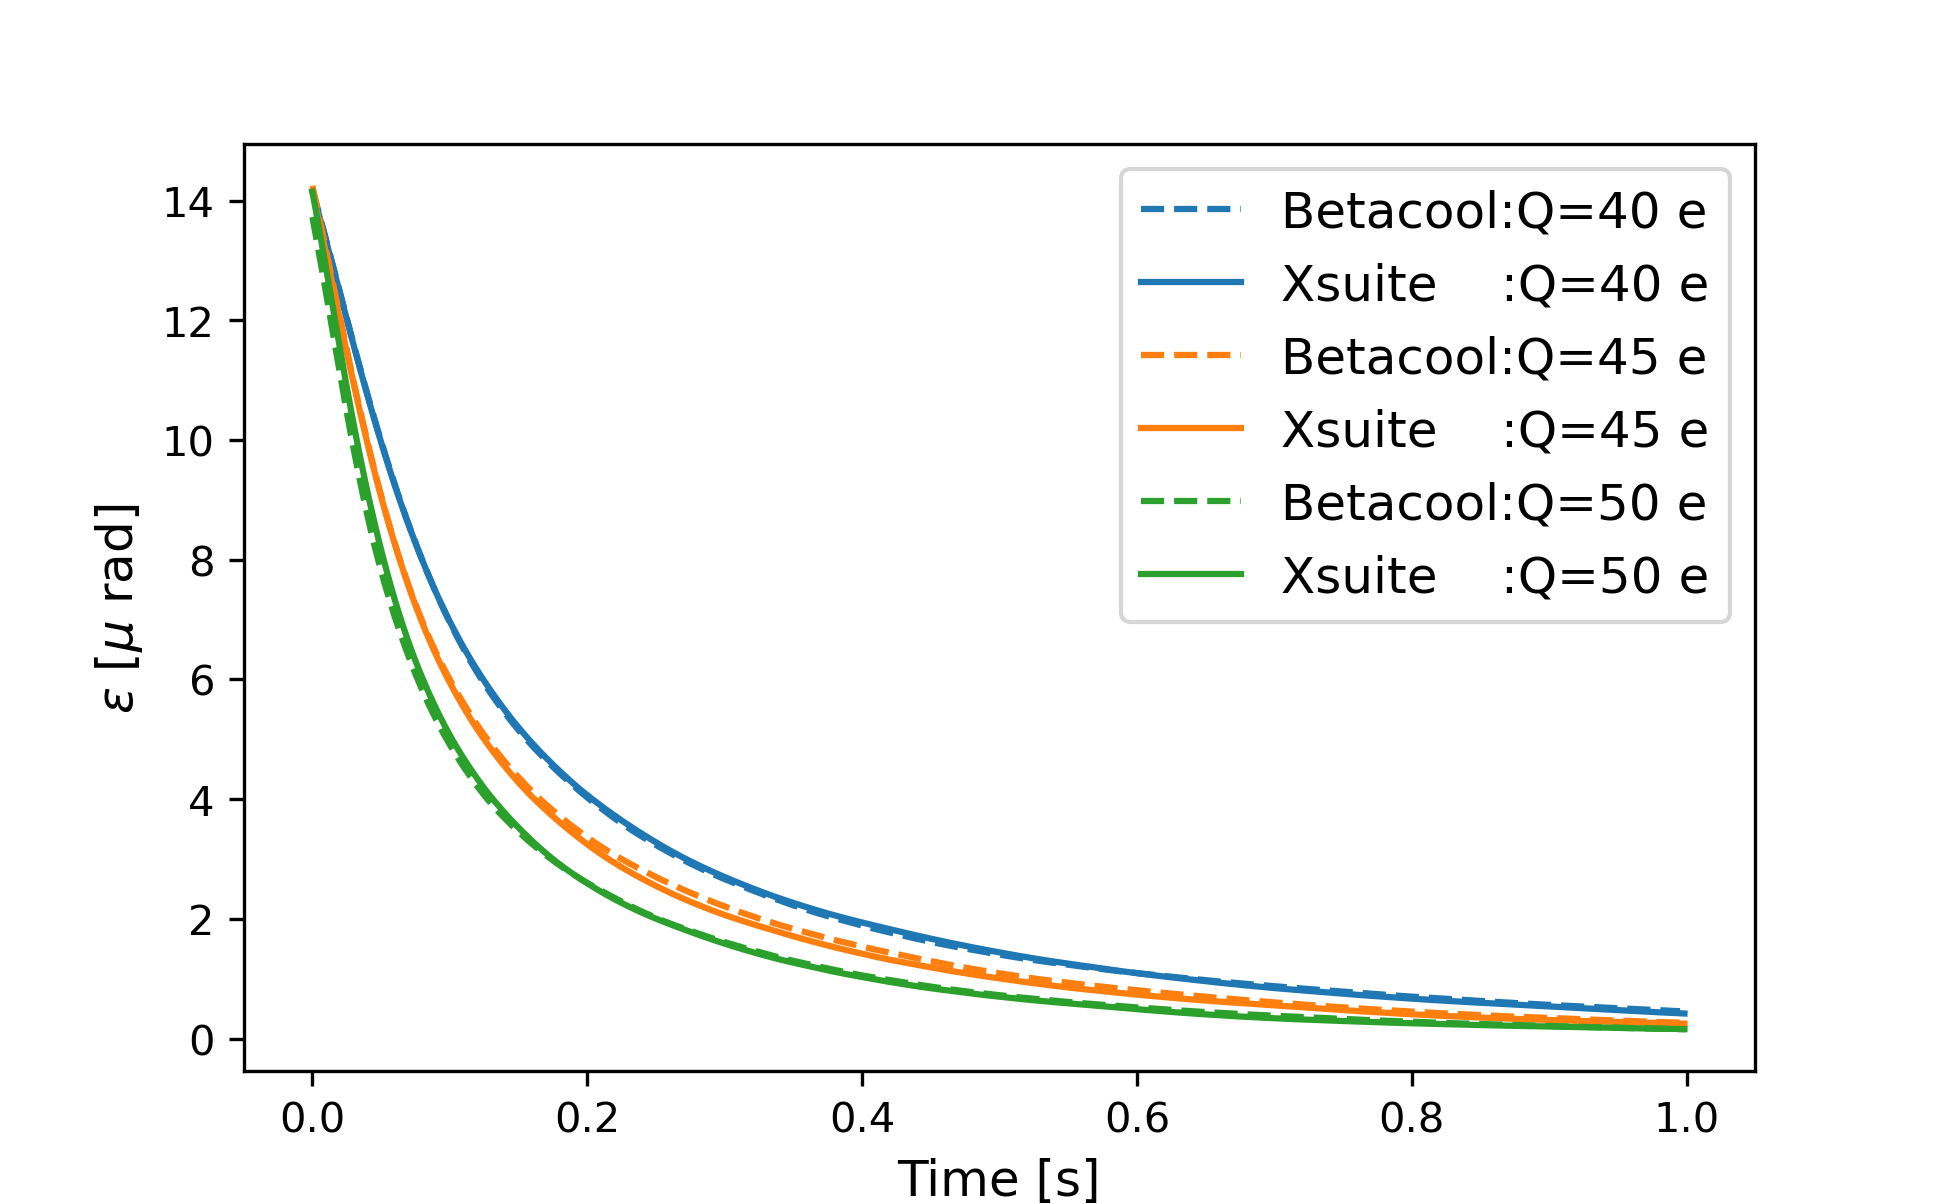 14
12
10
8
6
4
2
0
ε [μ rad]
0.0 0.2 0.4 0.6 0.8 1.0
Time [s]
Betacool:Q=40 e
Xsuite :Q=40 e
Betacool:Q=45 e
Xsuite :Q=45 e
Betacool:Q=50 e
Xsuite :Q=50 e